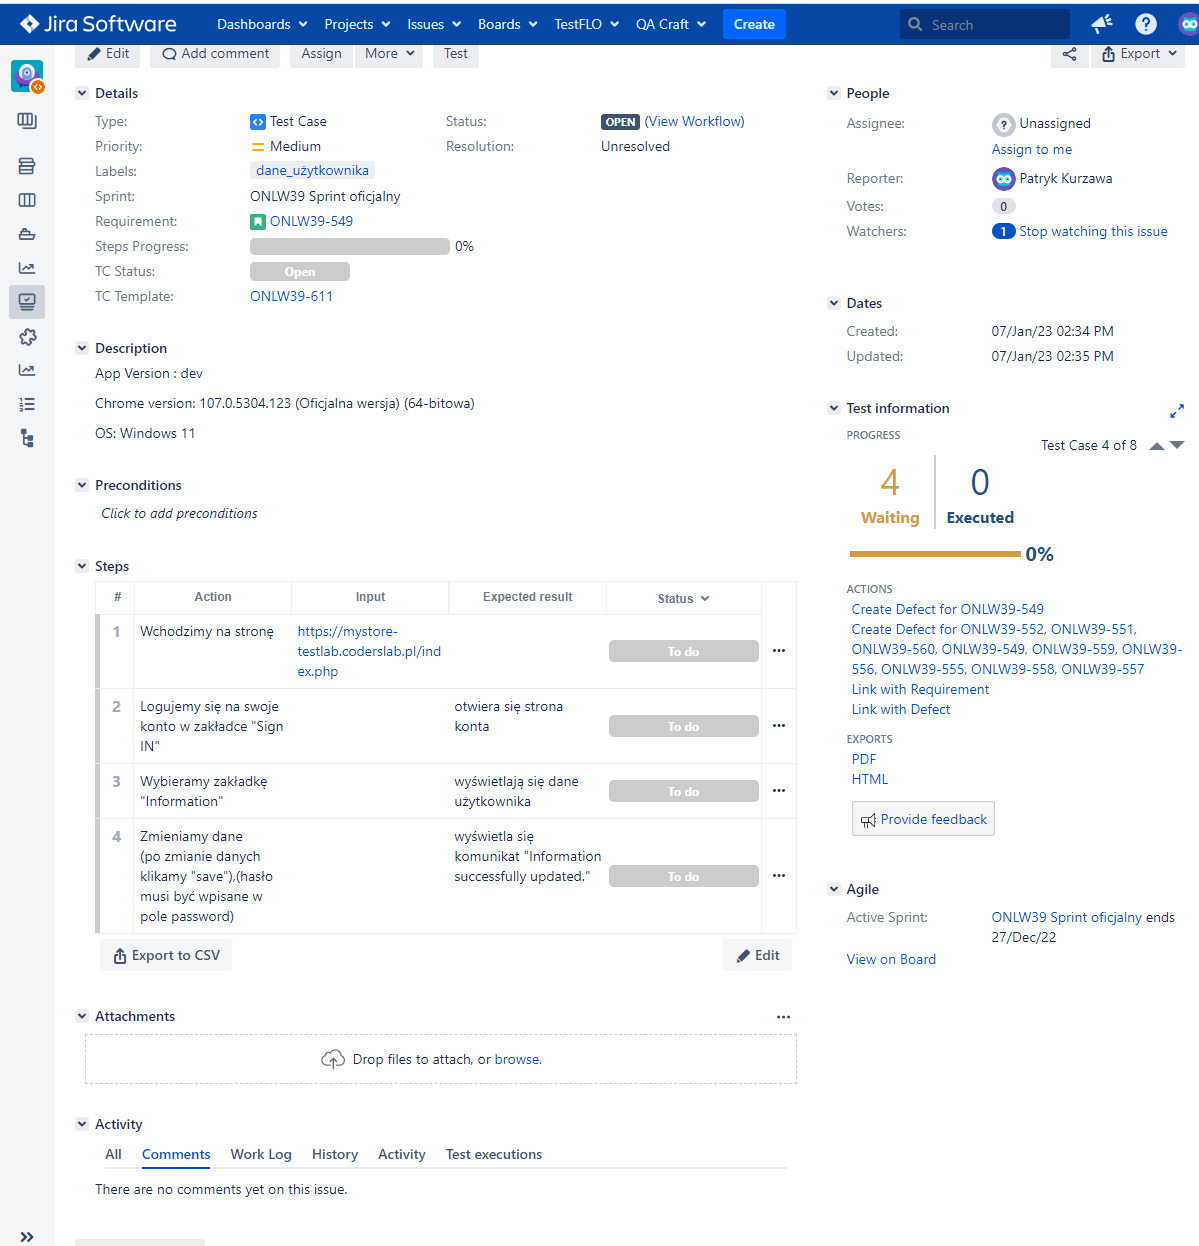 Jira Software
Dashboards
Projects
Issues
Boards
TestFLO
QA Craft
Create
Search
Edit
Add comment
Assign
More
Test
Export
Details
Type:
Test Case
Status:
OPEN (View Workflow)
Priority:
Medium
Resolution:
Unresolved
Labels:
dane_użytkownika
Sprint:
ONLW39 Sprint oficjalny
Requirement:
ONLW39-549
Steps Progress:
0%
TC Status:
Open
TC Template:
ONLW39-611
Description
App Version : dev
Chrome version: 107.0.5304.123 (Oficjalna wersja) (64-bitowa)
OS: Windows 11
Preconditions
Click to add preconditions
Steps
# Action Input Expected result Status
1
Wchodzimy na stronę
https://mystore-
testlab.coderslab.pl/ind
ex.php
To do
2
Logujemy się na swoje
konto w zakładce "Sign
IN"
otwiera się strona
konta
To do
3
Wybieramy zakładkę
"Information"
wyświetlają się dane
użytkownika
To do
4
Zmieniamy dane
(po zmianie danych
klikamy "save"),(hasło
musi być wpisane w
pole password)
wyświetla się
komunikat "Information
successfully updated."
To do
Export to CSV
Edit
Attachments
Drop files to attach, or browse.
Activity
All
Comments
Work Log
History
Activity
Test executions
There are no comments yet on this issue.
People
Assignee:
Unassigned
Assign to me
Reporter:
Patryk Kurzawa
Votes:
0
Watchers:
1 Stop watching this issue
Dates
Created:
07/Jan/23 02:34 PM
Updated:
07/Jan/23 02:35 PM
Test information
PROGRESS
Test Case 4 of 8
4
Waiting
0
Executed
0%
ACTIONS
Create Defect for ONLW39-549
Create Defect for ONLW39-552, ONLW39-551,
ONLW39-560, ONLW39-549, ONLW39-559, ONLW39-
556, ONLW39-555, ONLW39-558, ONLW39-557
Link with Requirement
Link with Defect
EXPORTS
PDF
HTML
Provide feedback
Agile
Active Sprint:
ONLW39 Sprint oficjalny ends
27/Dec/22
View on Board